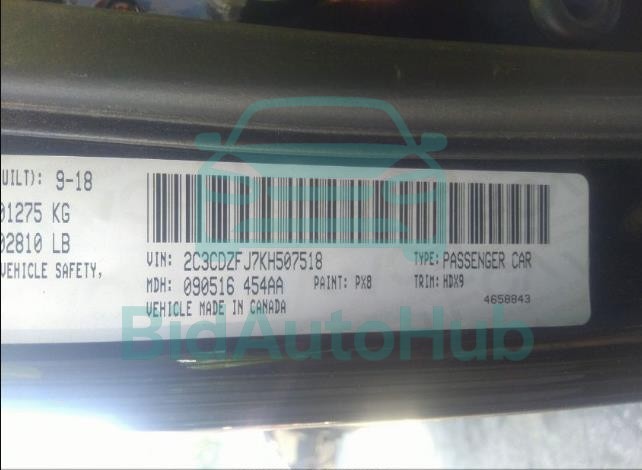 UILT): 9-18
01275 KG
02810 LB
VEHICLE SAFETY,
VIN: 2C3CDZFJ7KH507518 TYPE: PASSENGER CAR
MDH: 090516 454AA PAINT: PX8 TRIM: HDX9
VEHICLE MADE IN CANADA 4658843
BidAutoHub